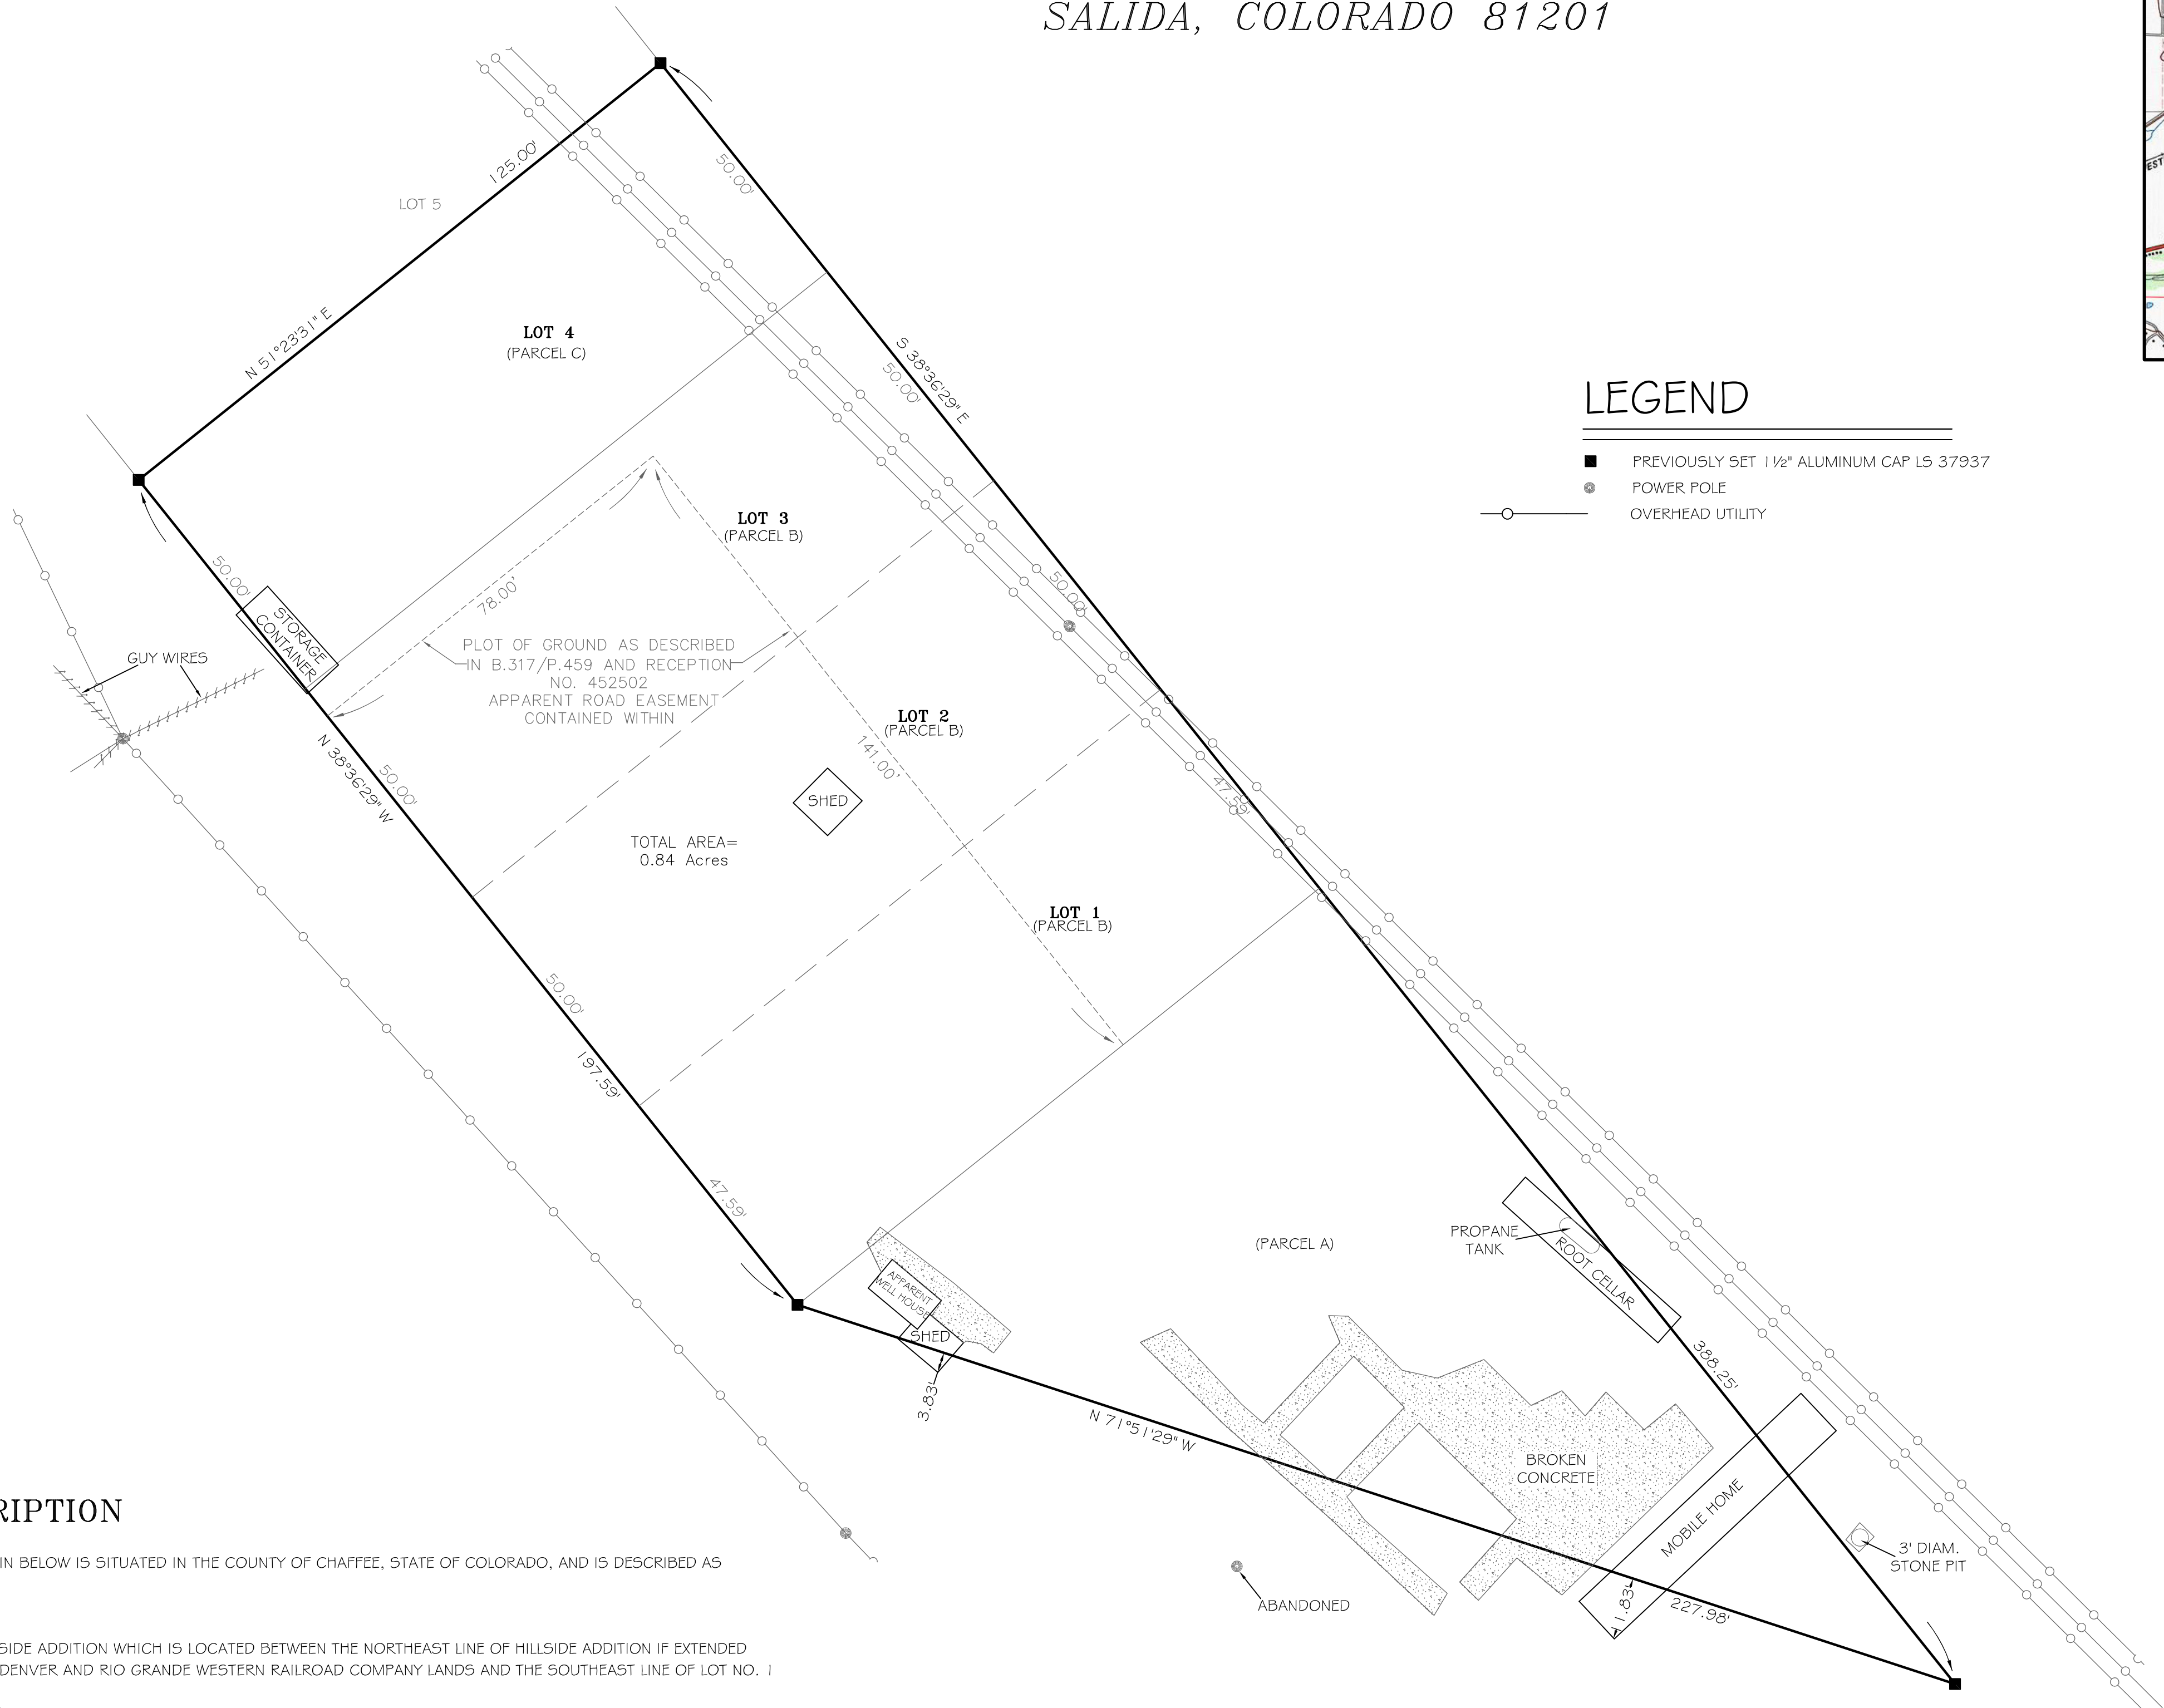 SALIDA, COLORADO 81201
125.00'
LOT 5
50.00'
N 51°23'31" E
LOT 4
(PARCEL C)
S 38°36'29" E
50.00'
LEGEND
PREVIOUSLY SET 1 ½" ALUMINUM CAP LS 37937
POWER POLE
OVERHEAD UTILITY
LOT 3
(PARCEL B)
50.00'
STORAGE
CONTAINER
78.00'
50.00'
GUY WIRES
PLOT OF GROUND AS DESCRIBED
IN B.317/P.459 AND RECEPTION
NO. 452502
APPARENT ROAD EASEMENT
CONTAINED WITHIN
LOT 2
(PARCEL B)
N 38°36'29" W
50.00'
141.00'
47.59'
SHED
TOTAL AREA=
0.84 Acres
LOT 1
(PARCEL B)
50.00'
197.59'
47.59'
(PARCEL A)
PROPANE
TANK
ROOT CELLAR
APPARENT
WELL HOUSE
SHED
3.83'
388.25'
N 71°51'29" W
BROKEN
CONCRETE
MOBILE HOME
3' DIAM.
STONE PIT
ABANDONED
227.98'
RIPTION
IN BELOW IS SITUATED IN THE COUNTY OF CHAFFEE, STATE OF COLORADO, AND IS DESCRIBED AS
SIDE ADDITION WHICH IS LOCATED BETWEEN THE NORTHEAST LINE OF HILLSIDE ADDITION IF EXTENDED
DENVER AND RIO GRANDE WESTERN RAILROAD COMPANY LANDS AND THE SOUTHEAST LINE OF LOT NO. 1